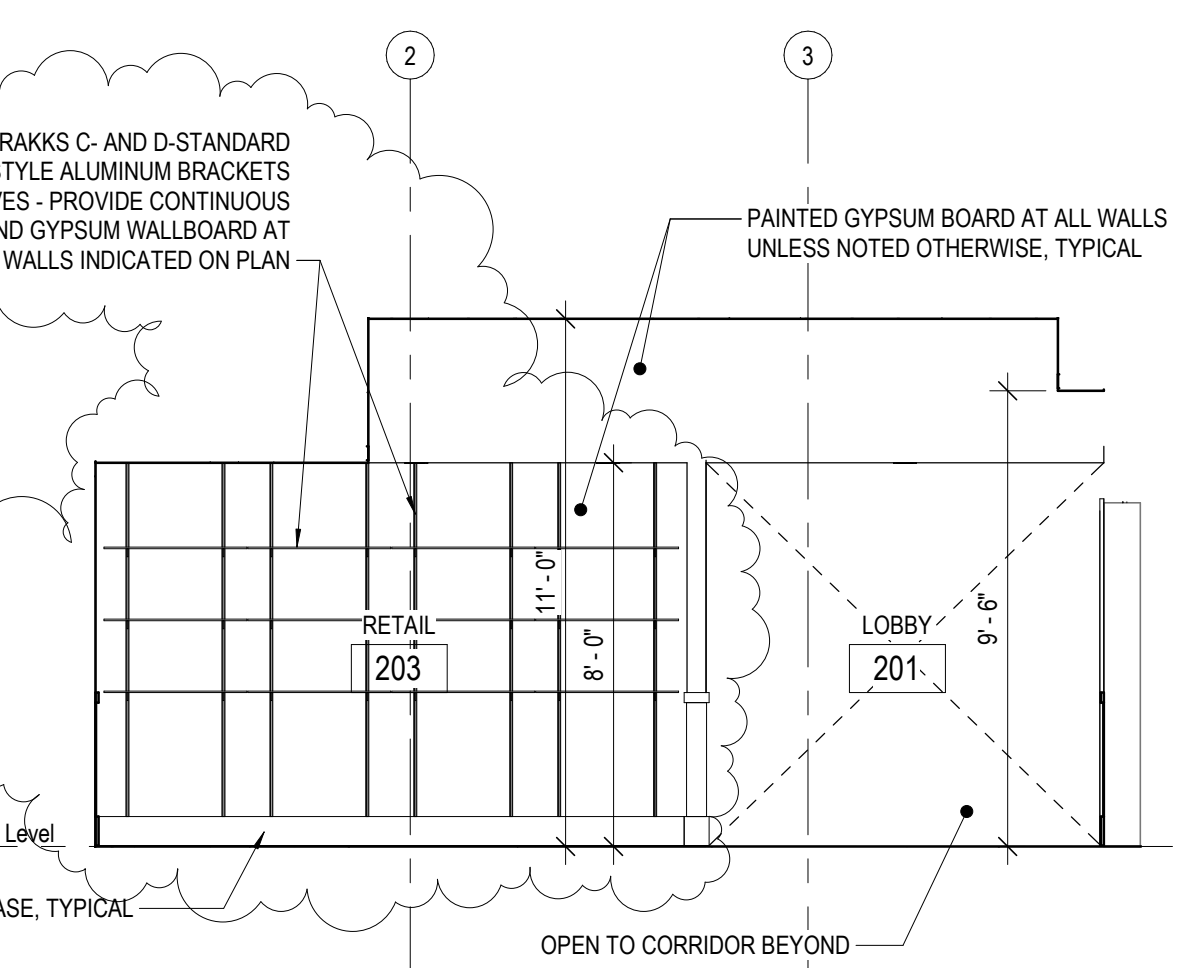 2
3
RAKKS C- AND D-STANDARD
STYLE ALUMINUM BRACKETS
VES - PROVIDE CONTINUOUS
ND GYPSUM WALLBOARD AT
WALLS INDICATED ON PLAN
PAINTED GYPSUM BOARD AT ALL WALLS
UNLESS NOTED OTHERWISE, TYPICAL
11' - 0"
8' - 0"
9' - 6"
RETAIL
203
LOBBY
201
Level
ASE, TYPICAL
OPEN TO CORRIDOR BEYOND